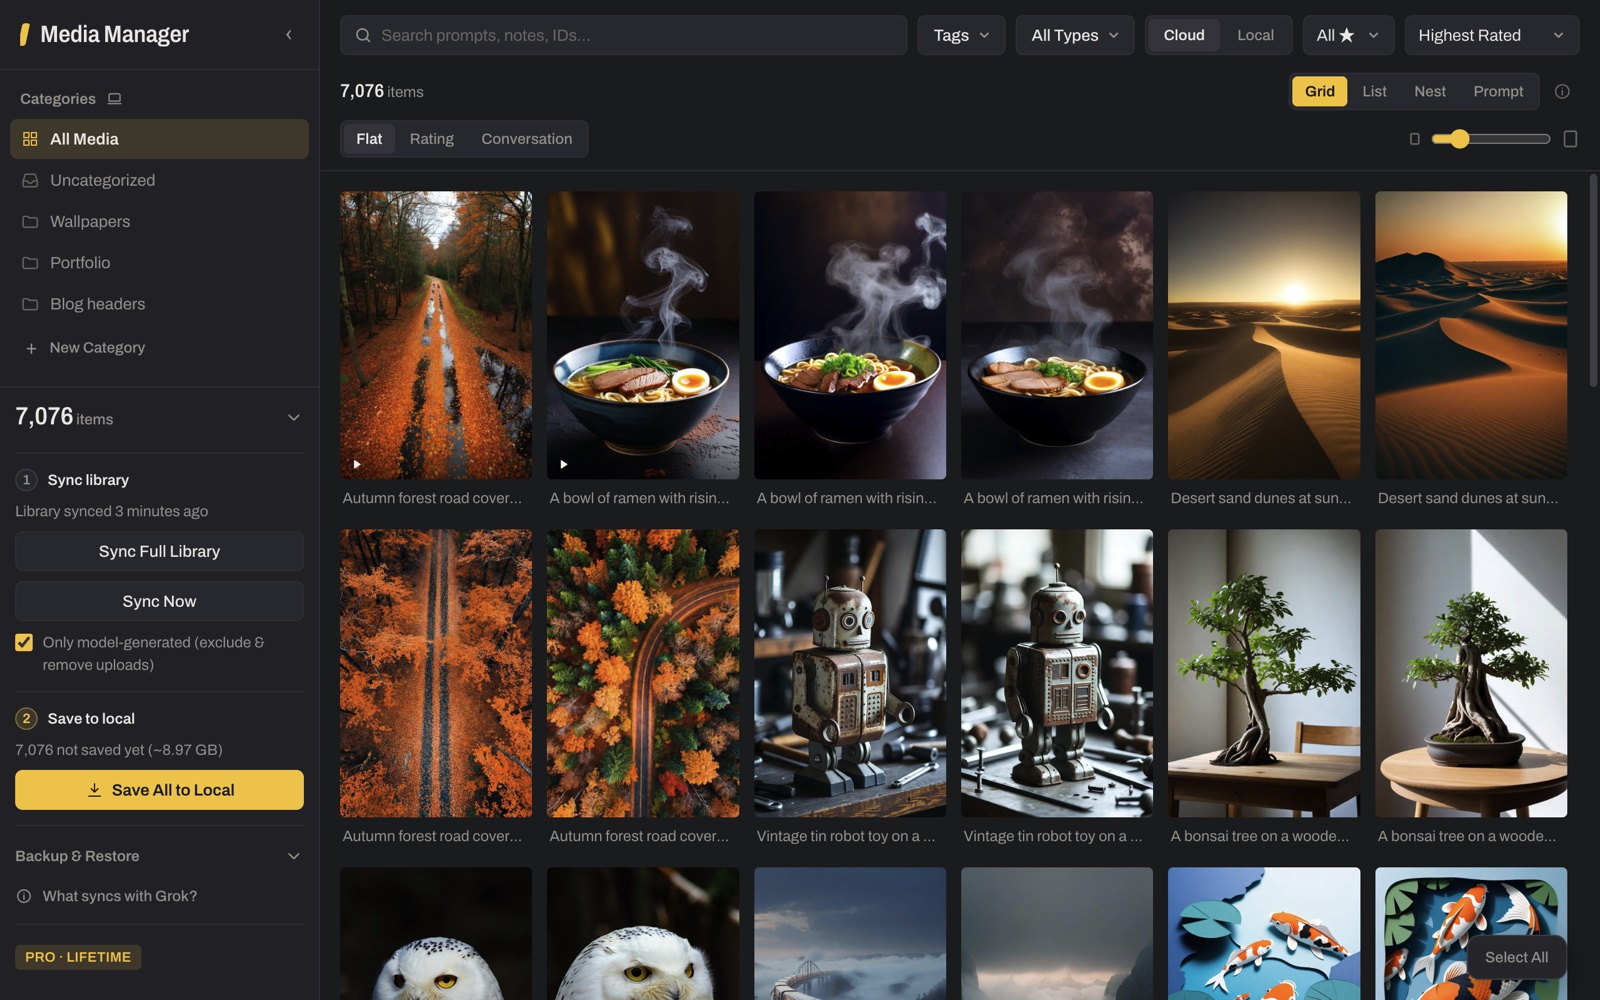 Media Manager
Search prompts, notes, IDs...
Tags
All Types
Cloud
Local
All ★
Highest Rated
7,076 items
Grid
List
Nest
Prompt
Flat
Rating
Conversation
Categories
All Media
Uncategorized
Wallpapers
Portfolio
Blog headers
+ New Category
7,076 items
1 Sync library
Library synced 3 minutes ago
Sync Full Library
Sync Now
Only model-generated (exclude &
remove uploads)
2 Save to local
7,076 not saved yet (~8.97 GB)
Save All to Local
Backup & Restore
What syncs with Grok?
PRO · LIFETIME
Autumn forest road cover...
A bowl of ramen with risin...
A bowl of ramen with risin...
A bowl of ramen with risin...
Desert sand dunes at sun...
Desert sand dunes at sun...
Autumn forest road cover...
Autumn forest road cover...
Vintage tin robot toy on a ...
Vintage tin robot toy on a ...
A bonsai tree on a woode...
A bonsai tree on a woode...
Select All